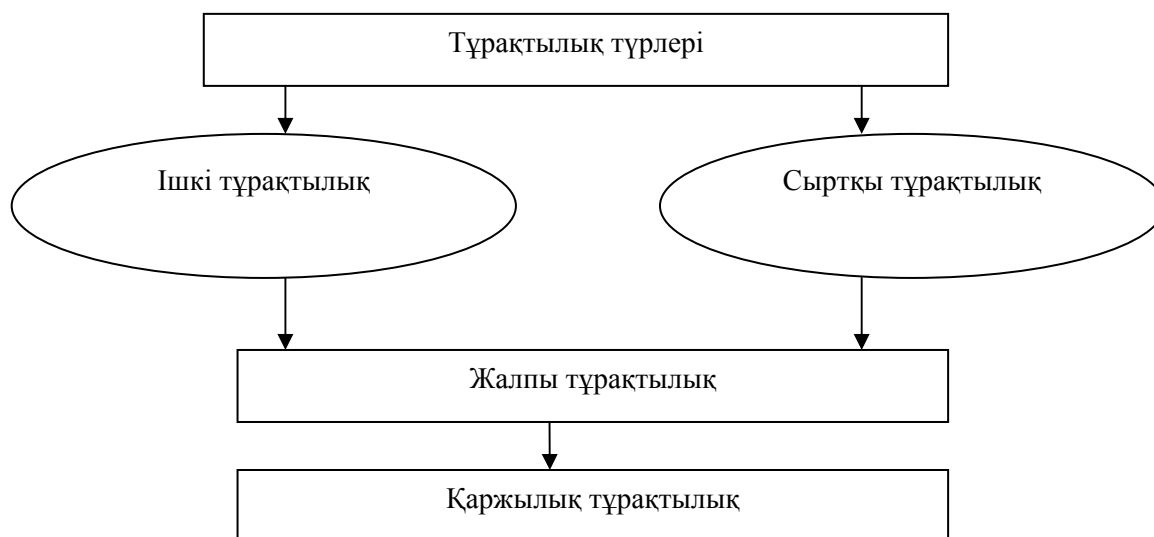 Тұрақтылық түрлері
Ішкі тұрақтылық
Сыртқы тұрақтылық
Жалпы тұрақтылық
Қаржылық тұрақтылық